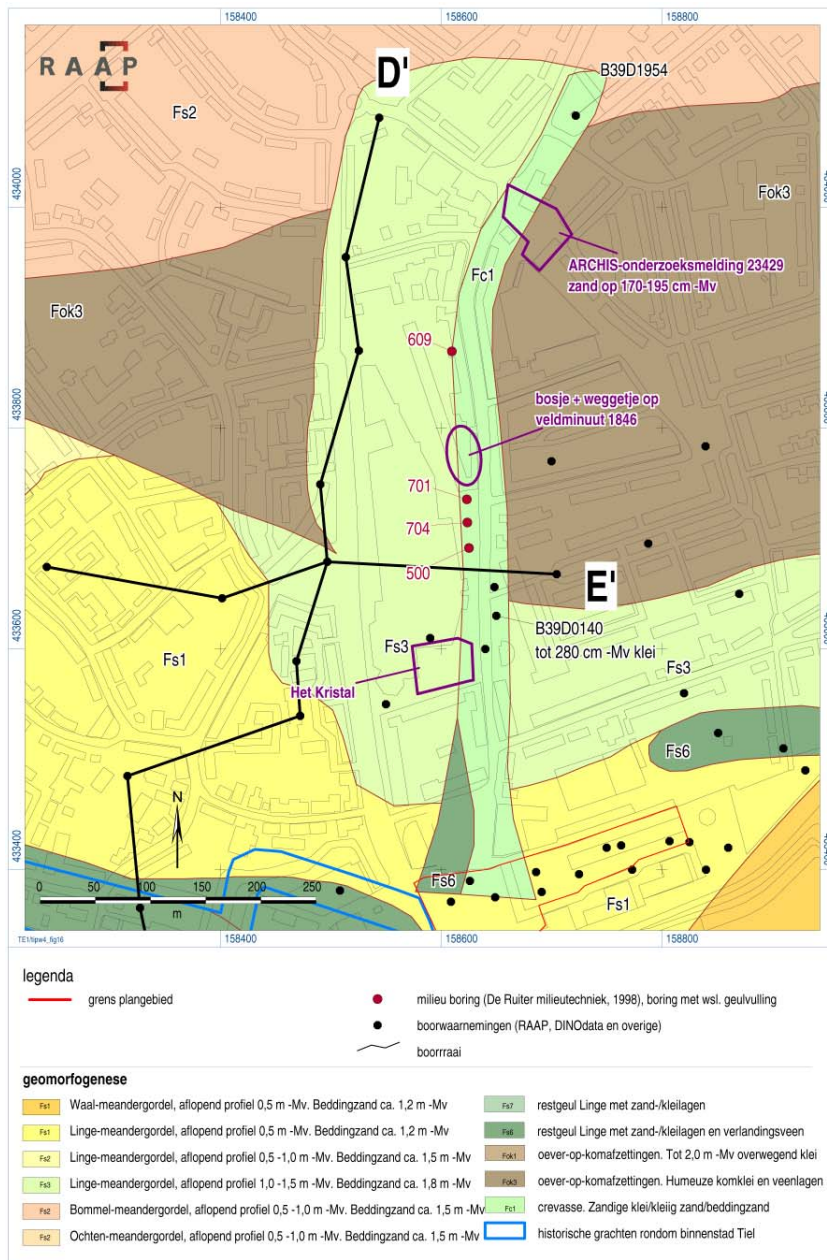 158400
158600
158800
RAAP
D'
B39D1954
Fs2
434000
434000
Fok3
Fc1
ARCHIS-onderzoeksmelding 23429
zand op 170-195 cm -Mv
Fok3
609
433800
433800
bosje + weggetje op
veldminuut 1846
701
704
500
E'
B39D0140
tot 280 cm -Mv klei
433600
433600
Fs3
Fs1
Fs3
Het Kristal
Fs6
N
433400
433400
Fs6
0 50 100 150 200 250
m
Fs1
TE1/tipw4_fig16
158400
158600
158800
legenda
grens plangebied
milieu boring (De Ruiter milieutechniek, 1998), boring met wsl. geulvulling
boorwaarnemingen (RAAP, DINOdata en overige)
boorrraai
geomorfogenese
Fs1 Waal-meandergordel, aflopend profiel 0,5 m -Mv. Beddingzand ca. 1,2 m -Mv
Fs7 restgeul Linge met zand-/kleilagen
Fs1 Linge-meandergordel, aflopend profiel 0,5 m -Mv. Beddingzand ca. 1,2 m -Mv
Fs6 restgeul Linge met zand-/kleilagen en verlandingsveen
Fs2 Linge-meandergordel, aflopend profiel 0,5 -1,0 m -Mv. Beddingzand ca. 1,5 m -Mv
Fok1 oever-op-komafzettingen. Tot 2,0 m -Mv overwegend klei
Fs3 Linge-meandergordel, aflopend profiel 1,0 -1,5 m -Mv. Beddingzand ca. 1,8 m -Mv
Fok3 oever-op-komafzettingen. Humeuze komklei en veenlagen
Fs2 Bommel-meandergordel, aflopend profiel 0,5 -1,0 m -Mv. Beddingzand ca. 1,5 m -Mv
Fc1 crevasse. Zandige klei/kleiig zand/beddingzand
Fs2 Ochten-meandergordel, aflopend profiel 0,5 -1,0 m -Mv. Beddingzand ca. 1,5 m -Mv
historische grachten rondom binnenstad Tiel